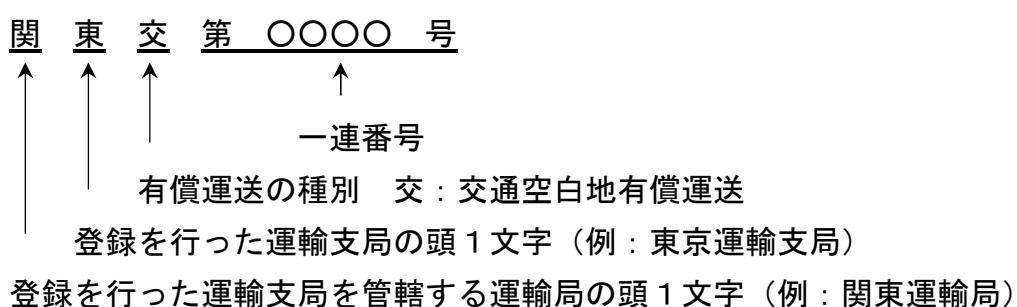 関 東 交 第 〇〇〇〇 号
一連番号
有償運送の種別 交：交通空白地有償運送
登録を行った運輸支局の頭１文字（例：東京運輸支局）
登録を行った運輸支局を管轄する運輸局の頭１文字（例：関東運輸局）